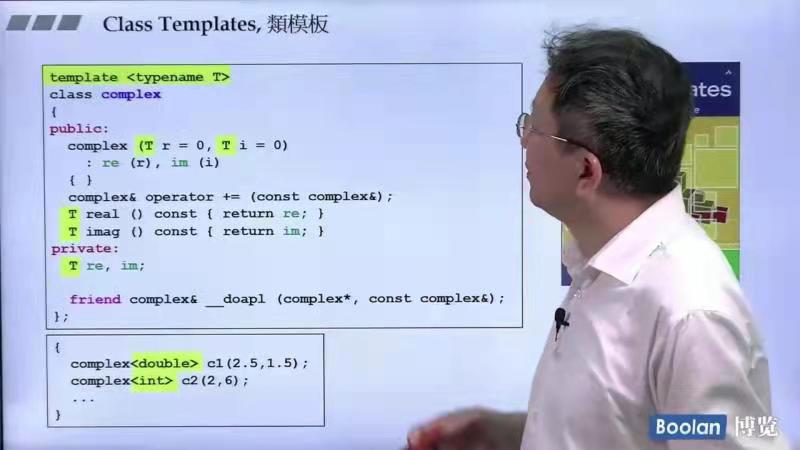 Class Templates, 類模板
template <typename T>
class complex
{
public:
complex (T r = 0, T i = 0)
: re (r), im (i)
{ }
complex& operator += (const complex&);
T real () const { return re; }
T imag () const { return im; }
private:
T re, im;
friend complex& __doapl (complex*, const complex&);
};
{
complex<double> c1(2.5,1.5);
complex<int> c2(2,6);
...
}
Boolan 博览